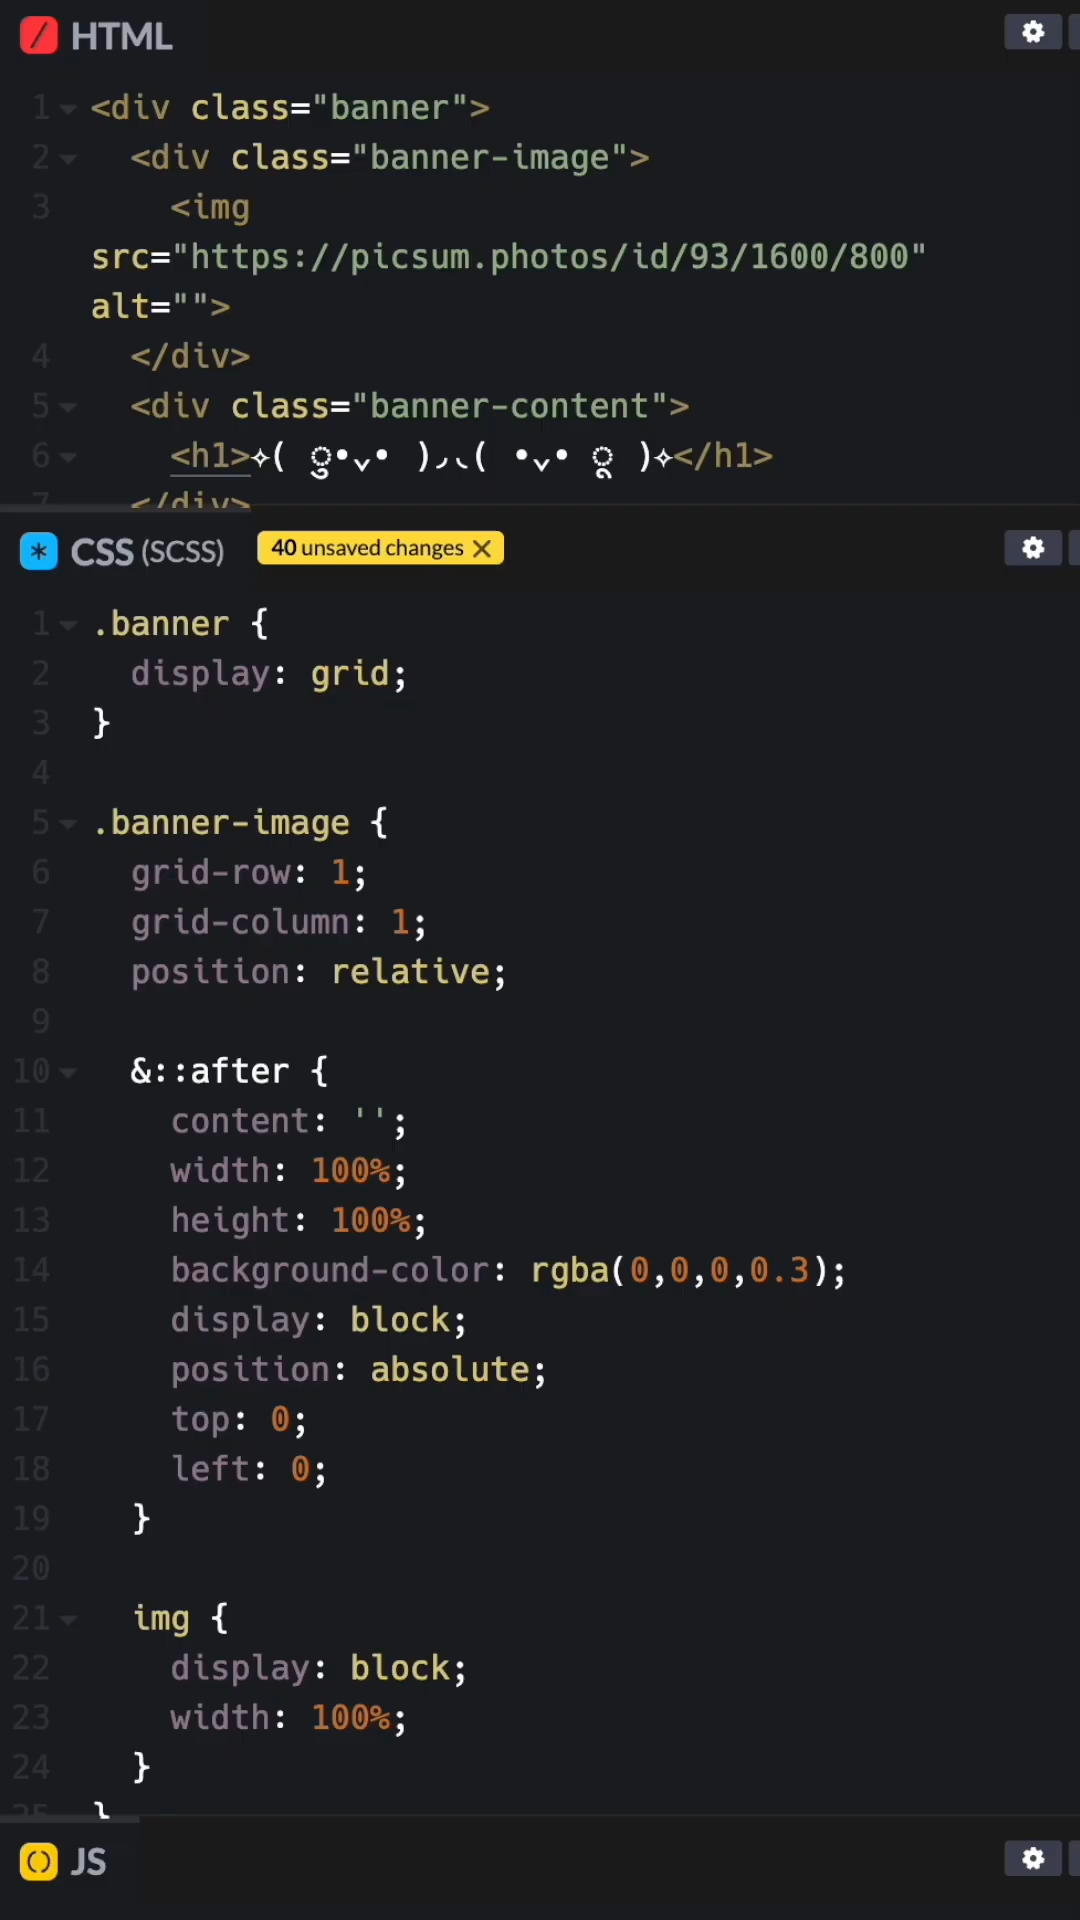 HTML
1 <div class="banner">
2 <div class="banner-image">
3 <img
src="https://picsum.photos/id/93/1600/800"
alt="">
4 </div>
5 <div class="banner-content">
6 <h1>✧( ु•⌄• )◞◟( •⌄• ू )✧</h1>
7 </div>
CSS (SCSS) 40 unsaved changes ×
1 .banner {
2 display: grid;
3 }
4
5 .banner-image {
6 grid-row: 1;
7 grid-column: 1;
8 position: relative;
9
10 &::after {
11 content: '';
12 width: 100%;
13 height: 100%;
14 background-color: rgba(0,0,0,0.3);
15 display: block;
16 position: absolute;
17 top: 0;
18 left: 0;
19 }
20
21 img {
22 display: block;
23 width: 100%;
24 }
25 }
JS